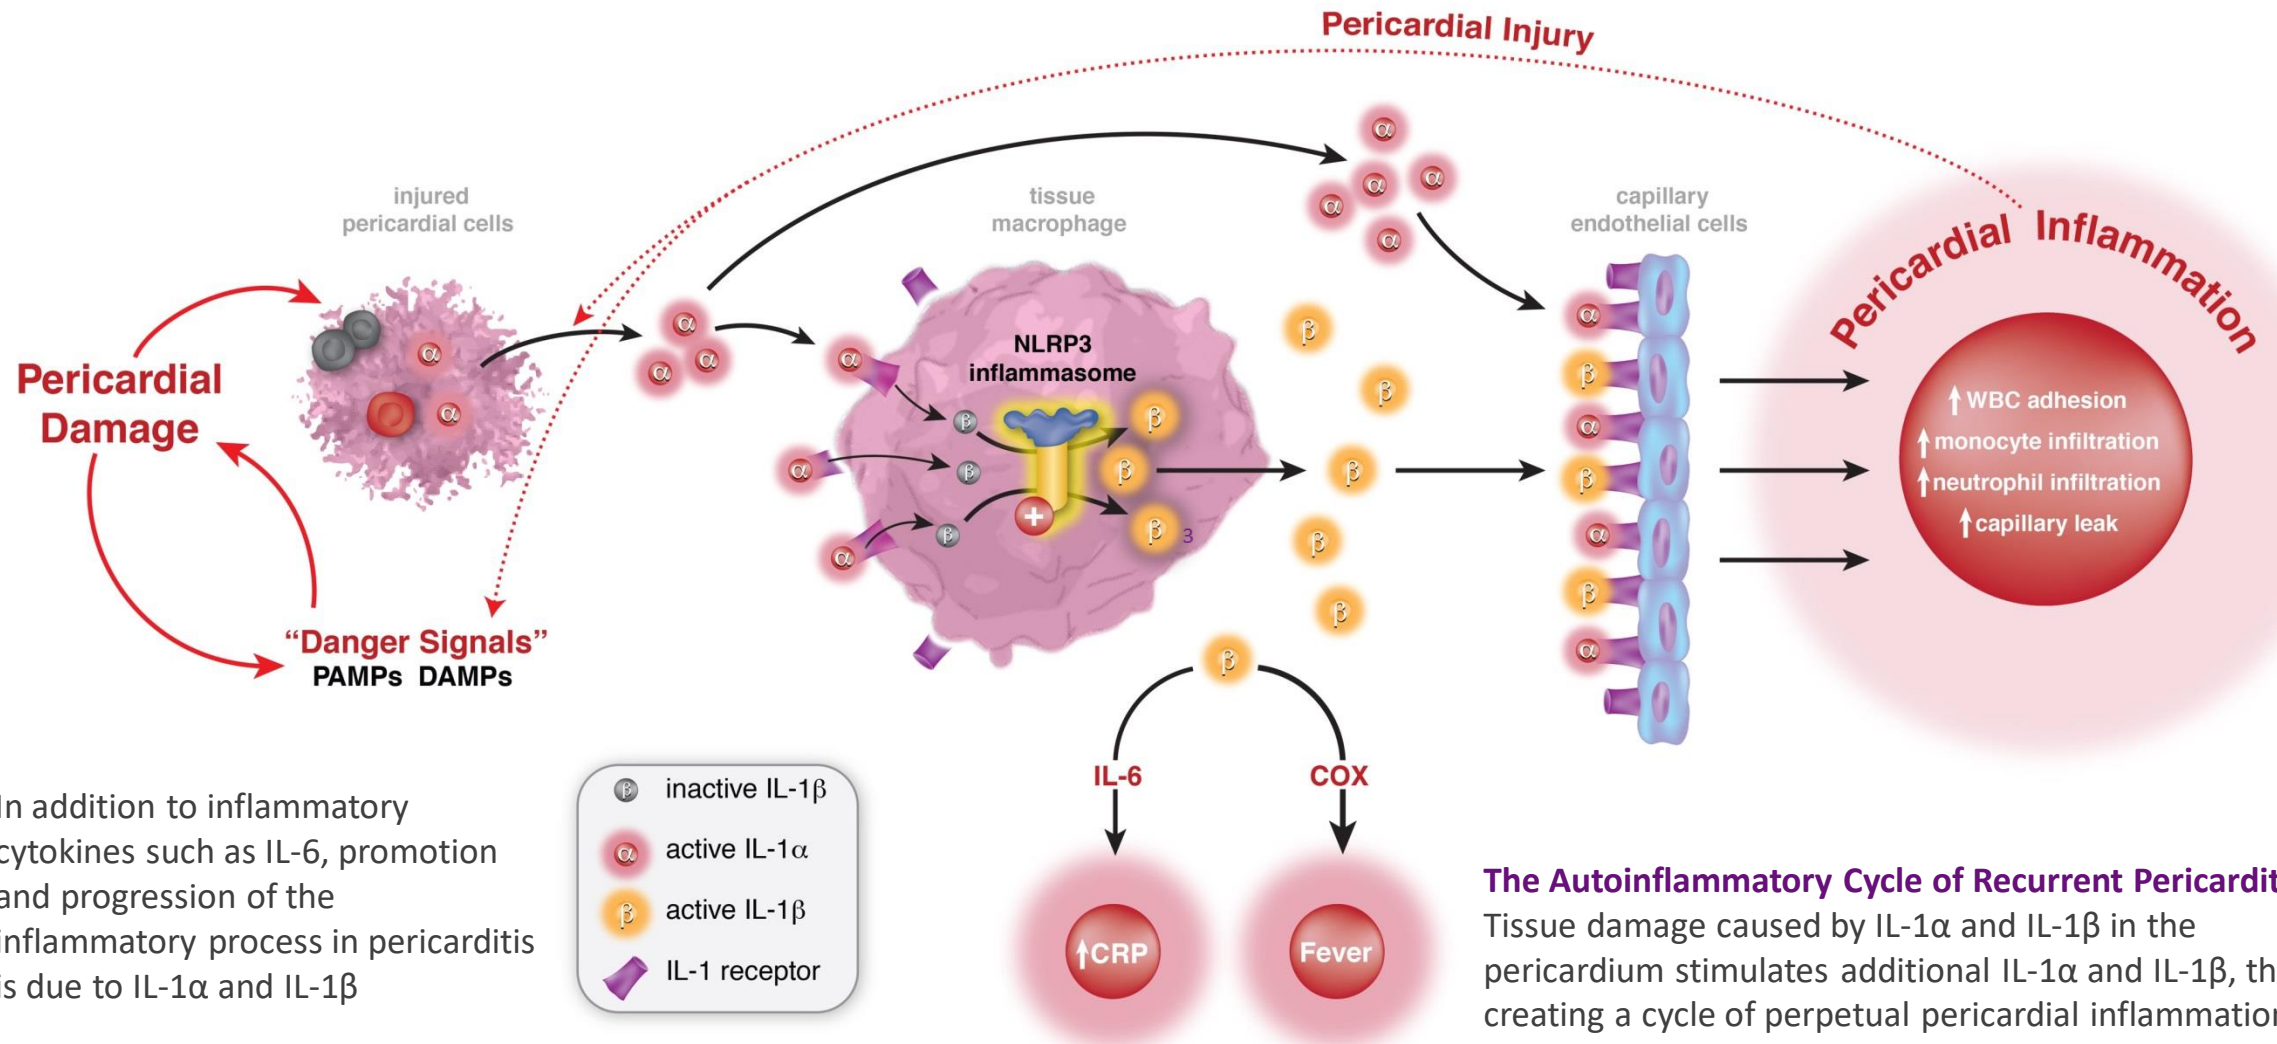 Pericardial Injury
injured
pericardial cells
tissue
macrophage
capillary
endothelial cells
Pericardial Inflammation
α
α
α
α
α
α
α
α
α
α
NLRP3
inflammasome
α
α
α
β
β
β
+
β
β
β 3
β
β
β
β
β
β
α
β
α
β
α
β
α
Pericardial
Damage
↑WBC adhesion
↑monocyte infiltration
↑neutrophil infiltration
↑capillary leak
“Danger Signals”
PAMPs DAMPs
IL-6
COX
↑CRP
Fever
β inactive IL-1β
α active IL-1α
β active IL-1β
IL-1 receptor
In addition to inflammatory
cytokines such as IL-6, promotion
and progression of the
inflammatory process in pericarditis
is due to IL-1α and IL-1β
The Autoinflammatory Cycle of Recurrent Pericardit
Tissue damage caused by IL-1α and IL-1β in the
pericardium stimulates additional IL-1α and IL-1β, th
creating a cycle of perpetual pericardial inflammation